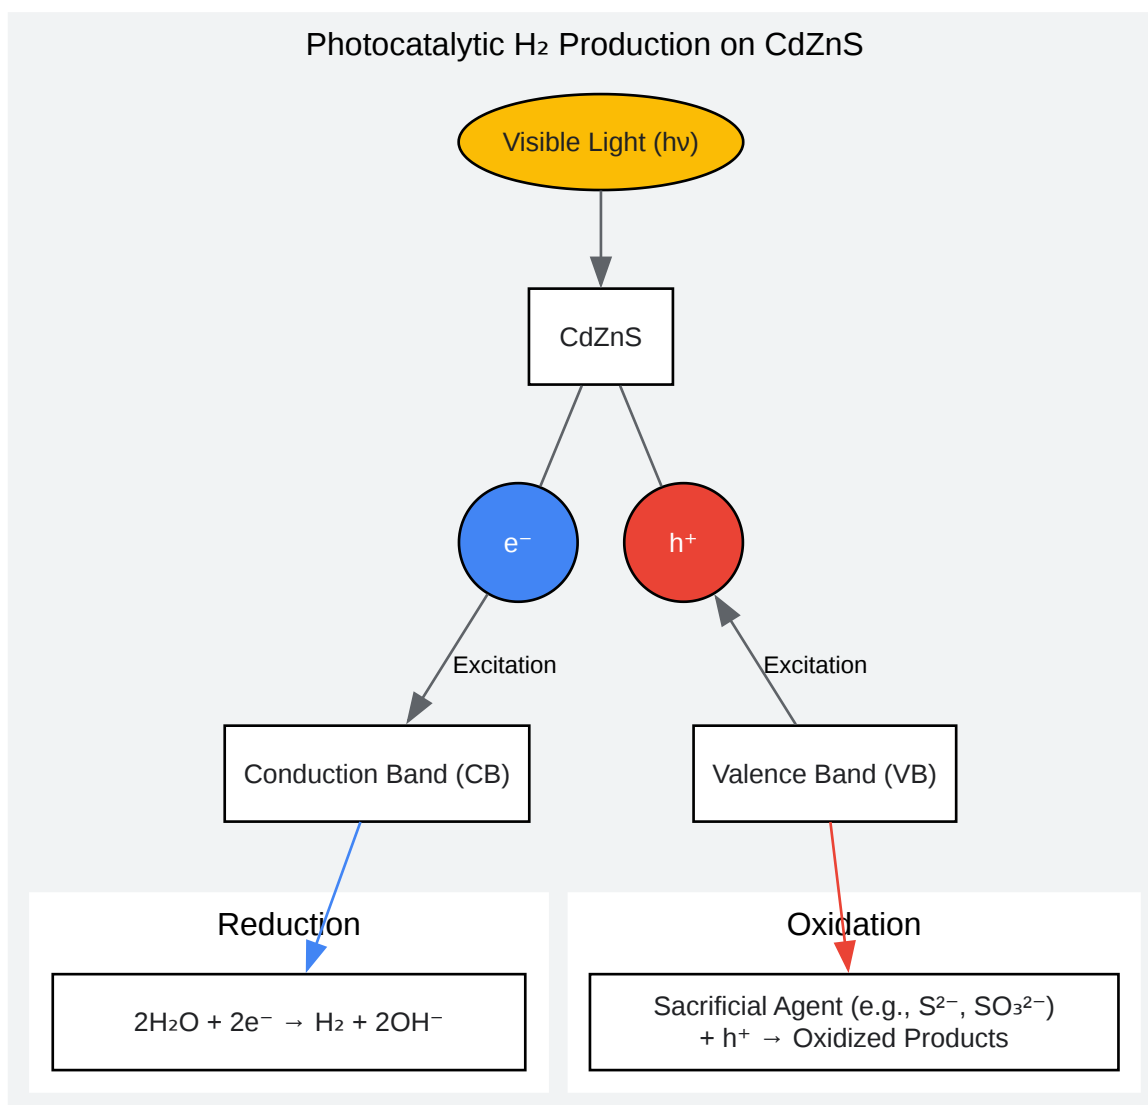 Photocatalytic H₂ Production on CdZnS
Visible Light (hν)
CdZnS
e⁻
h⁺
Excitation
Excitation
Conduction Band (CB)
Valence Band (VB)
Reduction
Oxidation
2H₂O + 2e⁻ → H₂ + 2OH⁻
Sacrificial Agent (e.g., S²⁻, SO₃²⁻)
+ h⁺ → Oxidized Products